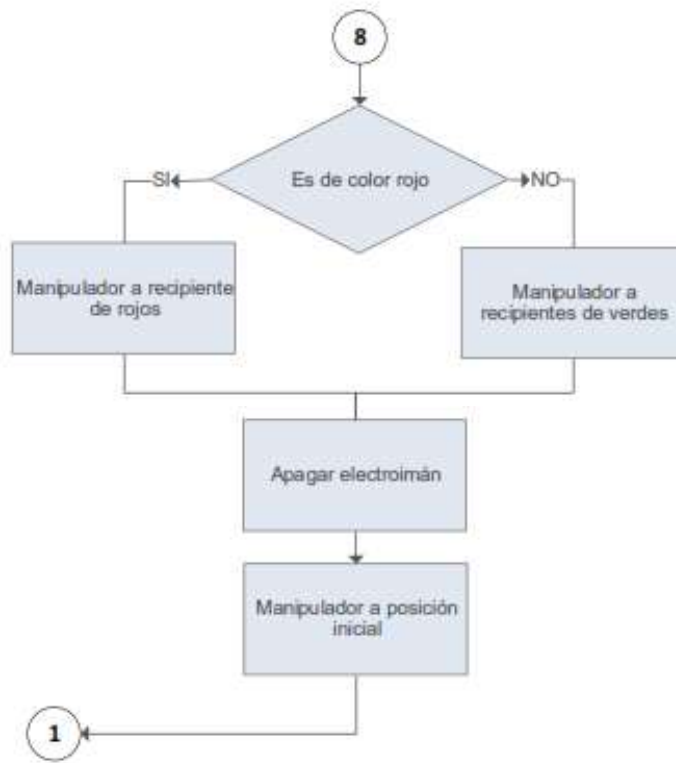 8
Es de color rojo
SI
NO
Manipulador a recipiente
de rojos
Manipulador a
recipientes de verdes
Apagar electroimán
Manipulador a posición
inicial
1